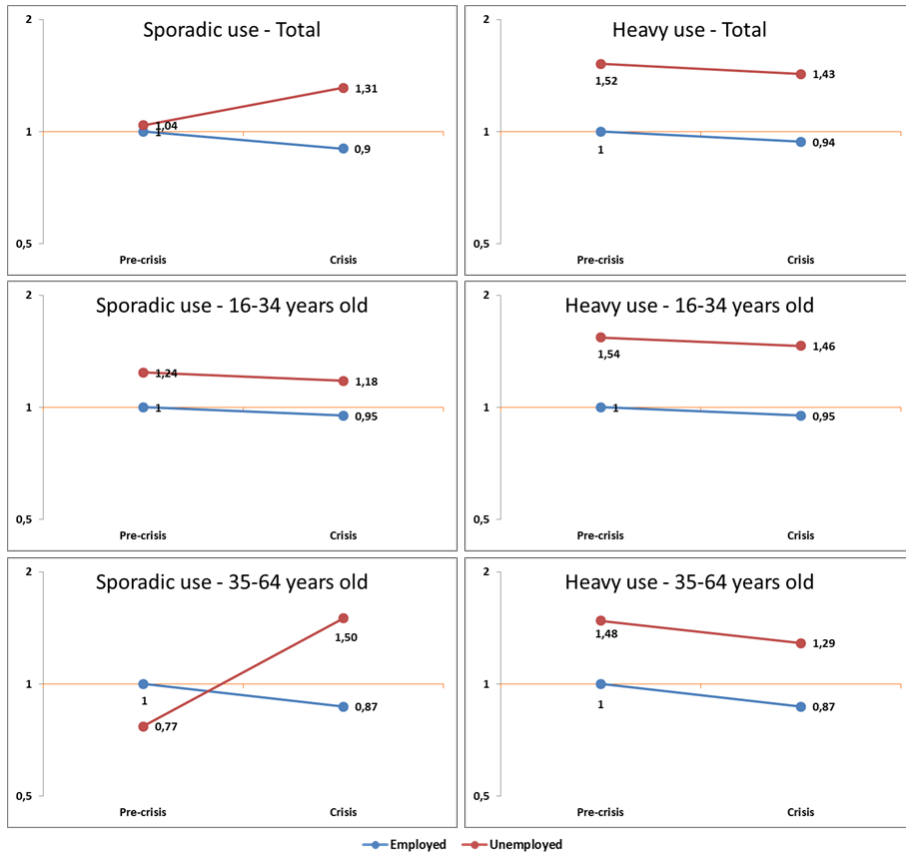 Sporadic use - Total
2
1
0,5
1,04
1
1,31
0,9
Pre-crisis
Crisis
Heavy use - Total
2
1
0,5
1,52
1,43
1
0,94
Pre-crisis
Crisis
Sporadic use - 16-34 years old
2
1
0,5
1,24
1,18
1
0,95
Pre-crisis
Crisis
Heavy use - 16-34 years old
2
1
0,5
1,54
1,46
1
0,95
Pre-crisis
Crisis
Sporadic use - 35-64 years old
2
1
0,5
1,50
1
0,77
0,87
Pre-crisis
Crisis
Heavy use - 35-64 years old
2
1
0,5
1,48
1,29
1
0,87
Pre-crisis
Crisis
Employed Unemployed